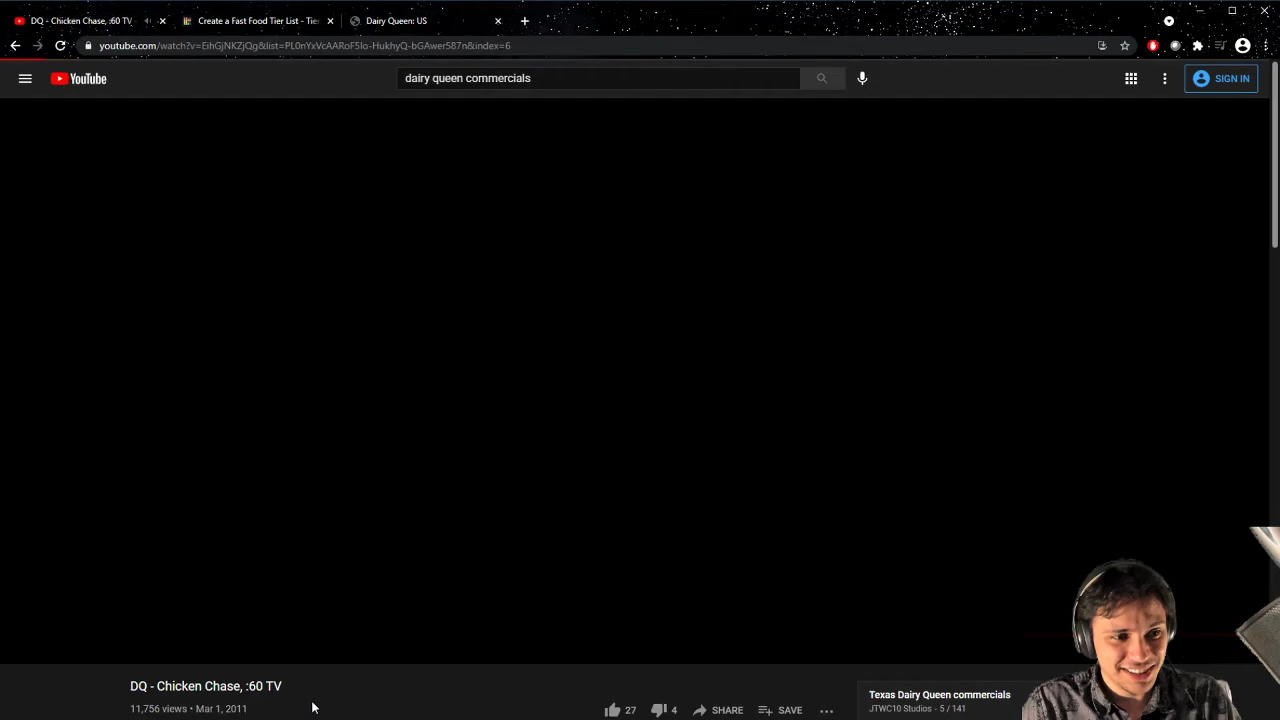 DQ - Chicken Chase, :60 TV
Create a Fast Food Tier List - Tier
Dairy Queen: US
youtube.com/watch?v=EihGjNKZjQg&list=PL0nYxVcAARoF5Io-HukhyQ-bGAwer587n&index=6
YouTube
dairy queen commercials
SIGN IN
DQ - Chicken Chase, :60 TV
11,756 views • Mar 1, 2011
27
4
SHARE
SAVE
Texas Dairy Queen commercials
JTWC10 Studios - 5 / 141